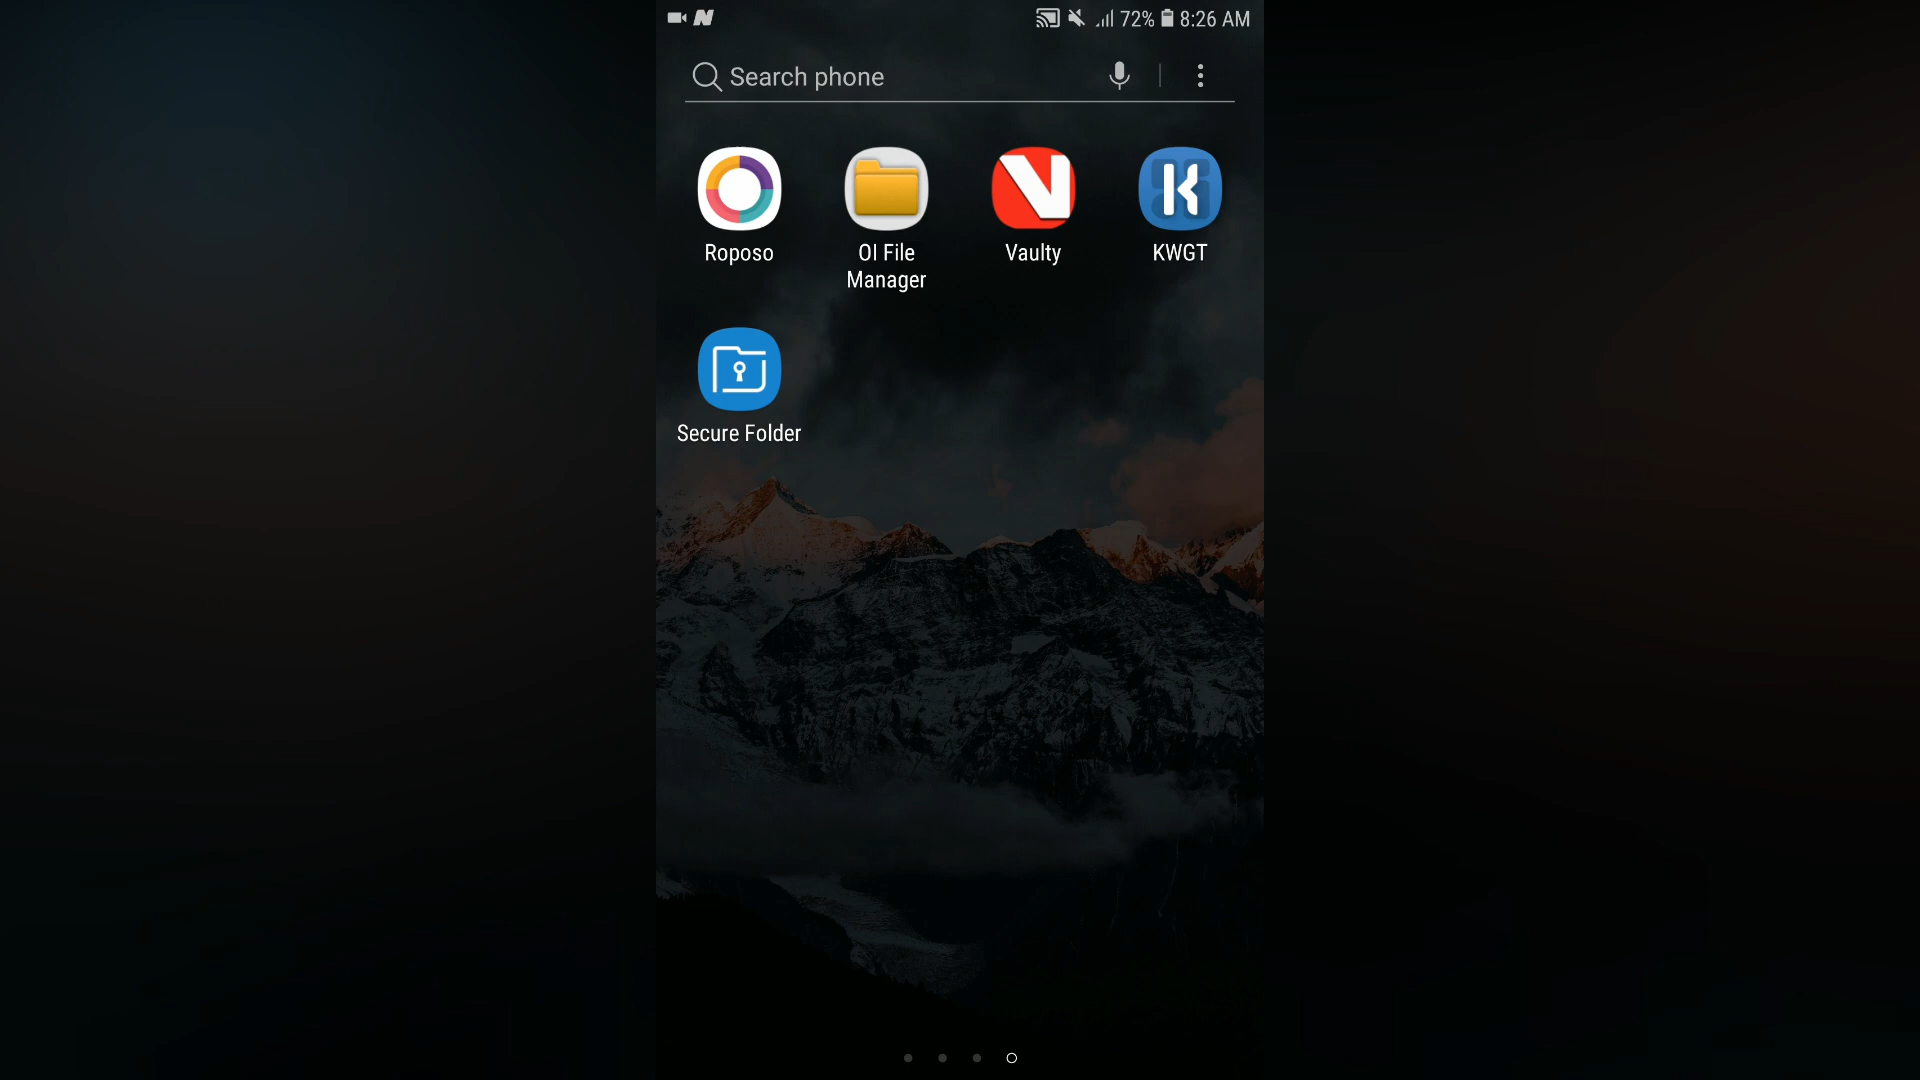 72% 8:26 AM
Search phone
Roposo
OI File
Manager
Vaulty
KWGT
Secure Folder